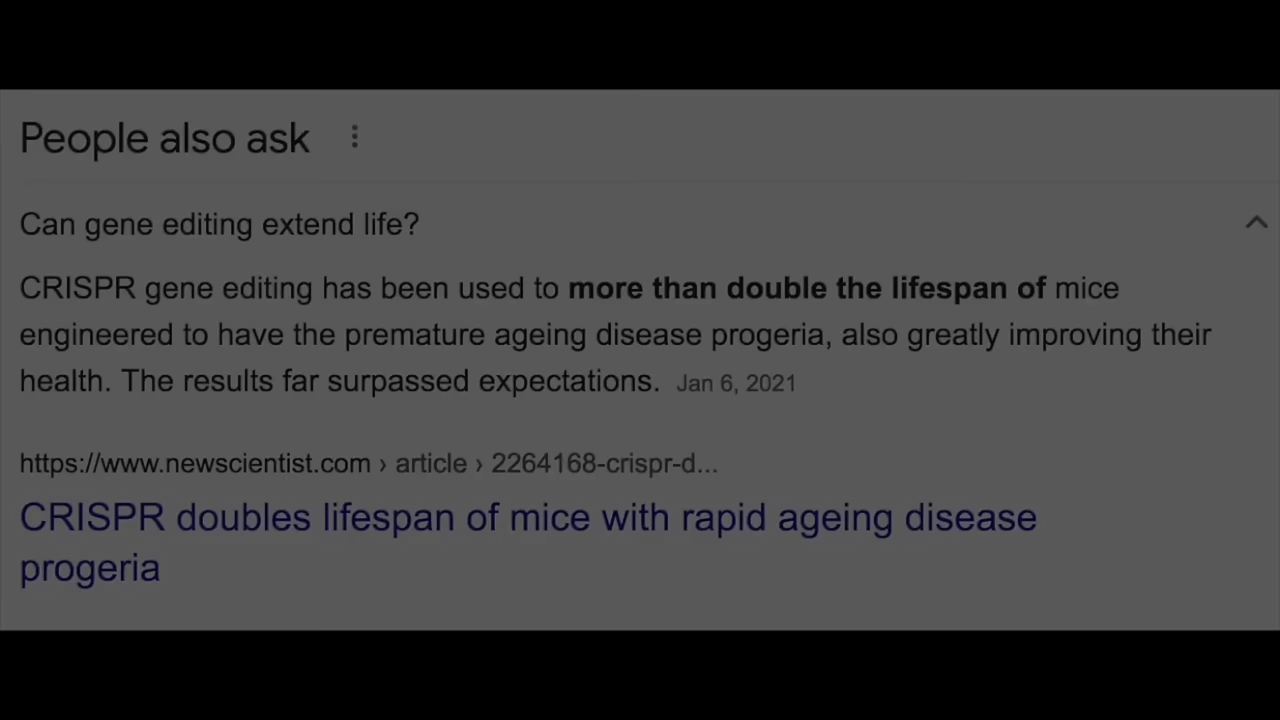 People also ask
Can gene editing extend life?
CRISPR gene editing has been used to more than double the lifespan of mice
engineered to have the premature ageing disease progeria, also greatly improving their
health. The results far surpassed expectations. Jan 6, 2021
https://www.newscientist.com › article › 2264168-crispr-d...
CRISPR doubles lifespan of mice with rapid ageing disease
progeria